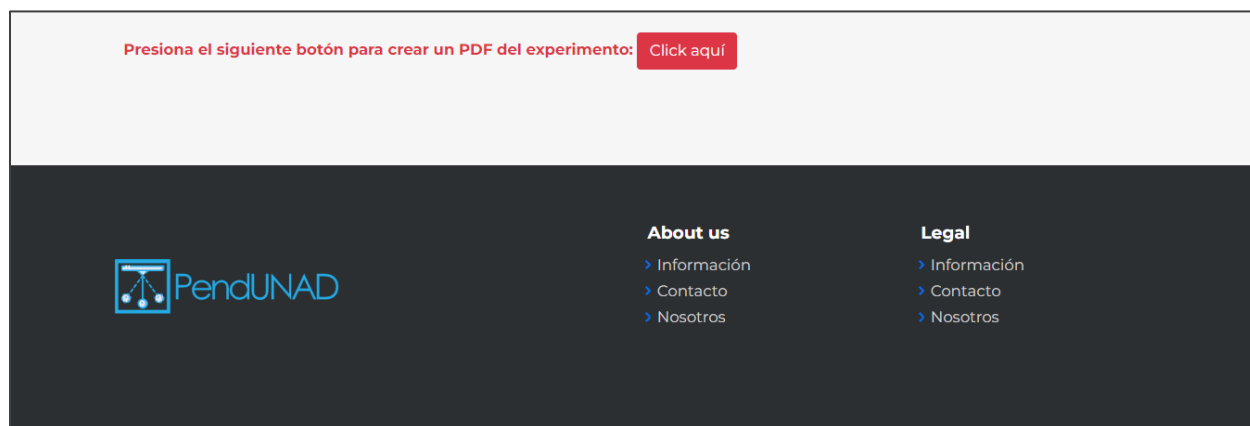 Presiona el siguiente botón para crear un PDF del experimento: Click aquí
PendUNAD
About us
Información
Contacto
Nosotros
Legal
Información
Contacto
Nosotros